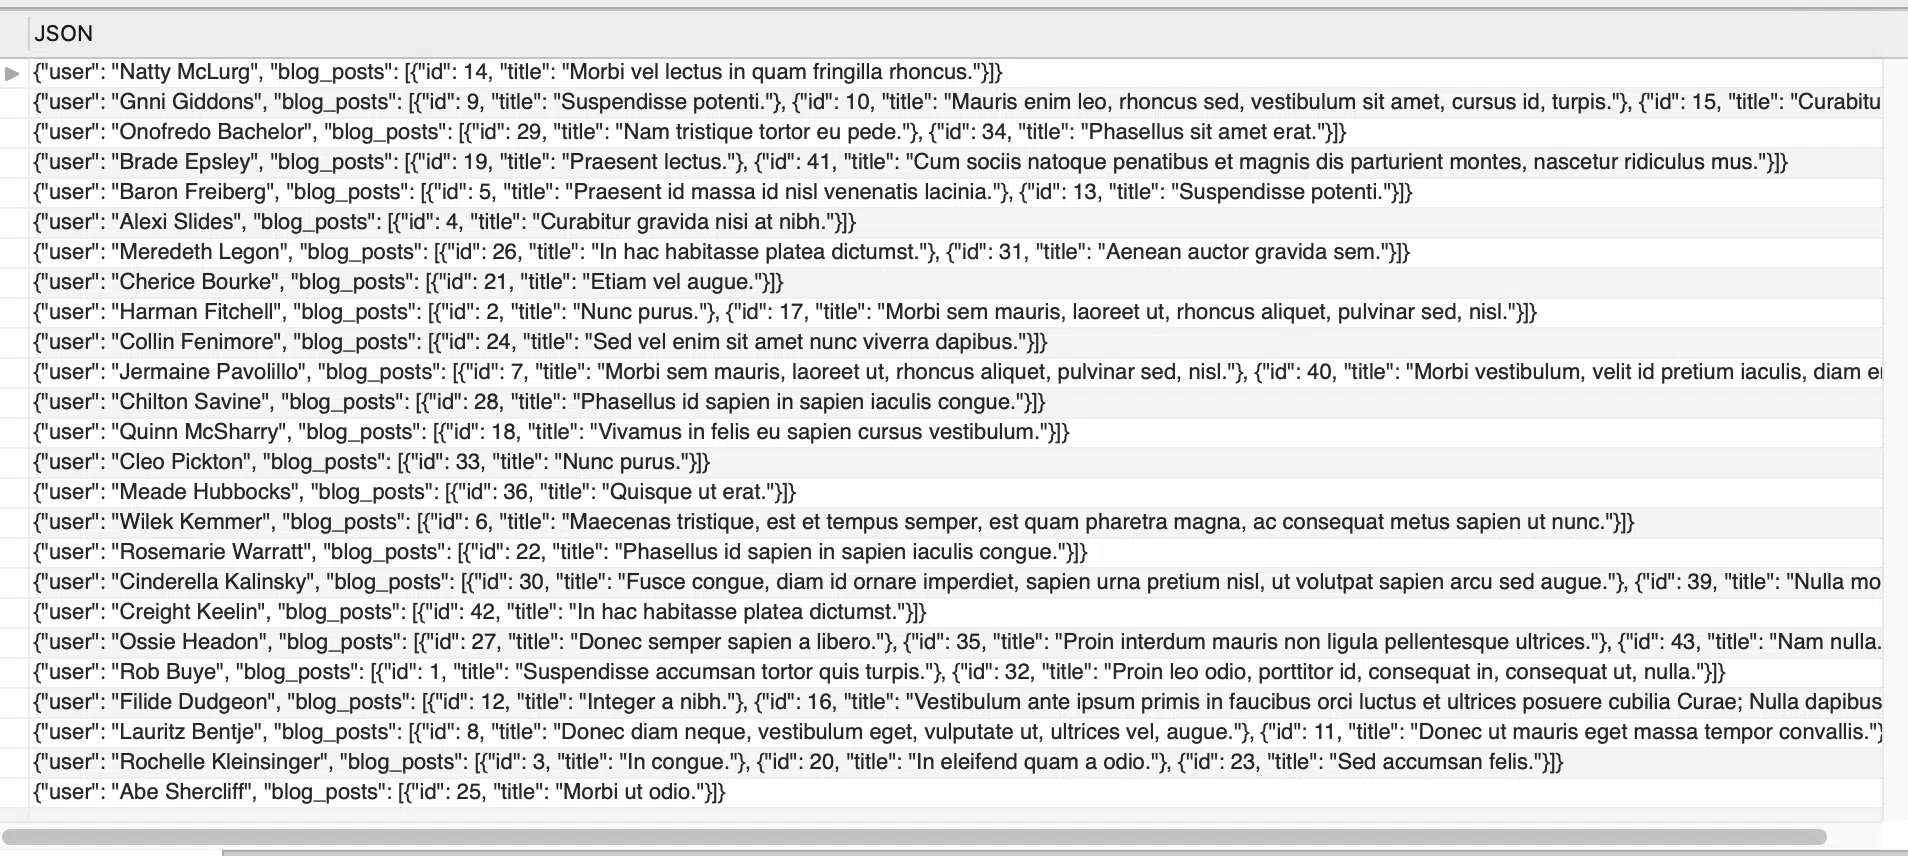 JSON
{"user": "Natty McLurg", "blog_posts": [{"id": 14, "title": "Morbi vel lectus in quam fringilla rhoncus."}]}
{"user": "Gnni Giddons", "blog_posts": [{"id": 9, "title": "Suspendisse potenti."}, {"id": 10, "title": "Mauris enim leo, rhoncus sed, vestibulum sit amet, cursus id, turpis."}, {"id": 15, "title": "Curabitu
{"user": "Onofredo Bachelor", "blog_posts": [{"id": 29, "title": "Nam tristique tortor eu pede."}, {"id": 34, "title": "Phasellus sit amet erat."}]}
{"user": "Brade Epsley", "blog_posts": [{"id": 19, "title": "Praesent lectus."}, {"id": 41, "title": "Cum sociis natoque penatibus et magnis dis parturient montes, nascetur ridiculus mus."}]}
{"user": "Baron Freiberg", "blog_posts": [{"id": 5, "title": "Praesent id massa id nisl venenatis lacinia."}, {"id": 13, "title": "Suspendisse potenti."}]}
{"user": "Alexi Slides", "blog_posts": [{"id": 4, "title": "Curabitur gravida nisi at nibh."}]}
{"user": "Meredeth Legon", "blog_posts": [{"id": 26, "title": "In hac habitasse platea dictumst."}, {"id": 31, "title": "Aenean auctor gravida sem."}]}
{"user": "Cherice Bourke", "blog_posts": [{"id": 21, "title": "Etiam vel augue."}]}
{"user": "Harman Fitchell", "blog_posts": [{"id": 2, "title": "Nunc purus."}, {"id": 17, "title": "Morbi sem mauris, laoreet ut, rhoncus aliquet, pulvinar sed, nisl."}]}
{"user": "Collin Fenimore", "blog_posts": [{"id": 24, "title": "Sed vel enim sit amet nunc viverra dapibus."}]}
{"user": "Jermaine Pavolillo", "blog_posts": [{"id": 7, "title": "Morbi sem mauris, laoreet ut, rhoncus aliquet, pulvinar sed, nisl."}, {"id": 40, "title": "Morbi vestibulum, velit id pretium iaculis, diam e
{"user": "Chilton Savine", "blog_posts": [{"id": 28, "title": "Phasellus id sapien in sapien iaculis congue."}]}
{"user": "Quinn McSharry", "blog_posts": [{"id": 18, "title": "Vivamus in felis eu sapien cursus vestibulum."}]}
{"user": "Cleo Pickton", "blog_posts": [{"id": 33, "title": "Nunc purus."}]}
{"user": "Meade Hubbocks", "blog_posts": [{"id": 36, "title": "Quisque ut erat."}]}
{"user": "Wilek Kemmer", "blog_posts": [{"id": 6, "title": "Maecenas tristique, est et tempus semper, est quam pharetra magna, ac consequat metus sapien ut nunc."}]}
{"user": "Rosemarie Warratt", "blog_posts": [{"id": 22, "title": "Phasellus id sapien in sapien iaculis congue."}]}
{"user": "Cinderella Kalinsky", "blog_posts": [{"id": 30, "title": "Fusce congue, diam id ornare imperdiet, sapien urna pretium nisl, ut volutpat sapien arcu sed augue."}, {"id": 39, "title": "Nulla mo
{"user": "Creight Keelin", "blog_posts": [{"id": 42, "title": "In hac habitasse platea dictumst."}]}
{"user": "Ossie Headon", "blog_posts": [{"id": 27, "title": "Donec semper sapien a libero."}, {"id": 35, "title": "Proin interdum mauris non ligula pellentesque ultrices."}, {"id": 43, "title": "Nam nulla.
{"user": "Rob Buye", "blog_posts": [{"id": 1, "title": "Suspendisse accumsan tortor quis turpis."}, {"id": 32, "title": "Proin leo odio, porttitor id, consequat in, consequat ut, nulla."}]}
{"user": "Filide Dudgeon", "blog_posts": [{"id": 12, "title": "Integer a nibh."}, {"id": 16, "title": "Vestibulum ante ipsum primis in faucibus orci luctus et ultrices posuere cubilia Curae; Nulla dapibus
{"user": "Lauritz Bentje", "blog_posts": [{"id": 8, "title": "Donec diam neque, vestibulum eget, vulputate ut, ultrices vel, augue."}, {"id": 11, "title": "Donec ut mauris eget massa tempor convallis."}
{"user": "Rochelle Kleinsinger", "blog_posts": [{"id": 3, "title": "In congue."}, {"id": 20, "title": "In eleifend quam a odio."}, {"id": 23, "title": "Sed accumsan felis."}]}
{"user": "Abe Shercliff", "blog_posts": [{"id": 25, "title": "Morbi ut odio."}]}